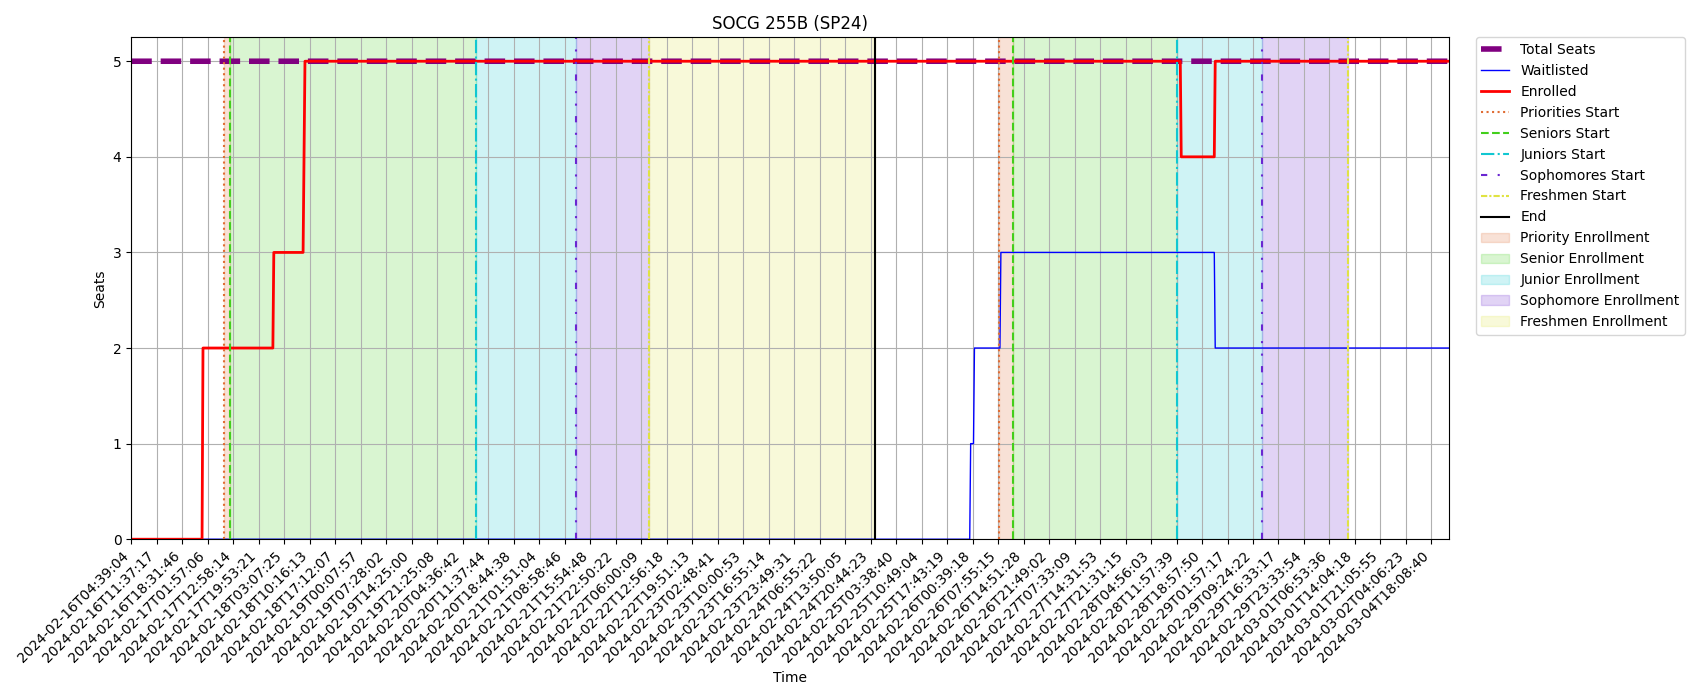 SOCG 255B (SP24)
Seats
5
4
3
2
1
0
2024-02-16T04:39:04
2024-02-16T11:37:17
2024-02-16T18:31:46
2024-02-17T01:57:06
2024-02-17T12:58:14
2024-02-17T19:53:21
2024-02-18T03:07:25
2024-02-18T10:16:13
2024-02-18T17:12:07
2024-02-19T00:07:57
2024-02-19T07:28:02
2024-02-19T14:25:00
2024-02-19T21:25:08
2024-02-20T04:36:42
2024-02-20T11:37:44
2024-02-20T18:44:38
2024-02-21T01:51:04
2024-02-21T08:58:46
2024-02-21T15:54:48
2024-02-21T22:50:22
2024-02-22T06:00:09
2024-02-22T12:56:18
2024-02-22T19:51:13
2024-02-23T02:48:41
2024-02-23T10:00:53
2024-02-23T16:55:14
2024-02-23T23:49:31
2024-02-24T06:55:22
2024-02-24T13:50:05
2024-02-24T20:44:23
2024-02-25T03:38:40
2024-02-25T10:49:04
2024-02-25T17:43:19
2024-02-26T00:39:18
2024-02-26T07:55:15
2024-02-26T14:51:28
2024-02-26T21:49:02
2024-02-27T07:33:09
2024-02-27T14:31:53
2024-02-27T21:31:15
2024-02-28T04:56:03
2024-02-28T11:57:39
2024-02-28T18:57:50
2024-02-29T01:57:17
2024-02-29T09:24:22
2024-02-29T16:33:17
2024-02-29T23:33:54
2024-03-01T06:53:36
2024-03-01T14:04:18
2024-03-01T21:05:55
2024-03-02T04:06:23
2024-03-04T18:08:40
Time
Total Seats
Waitlisted
Enrolled
Priorities Start
Seniors Start
Juniors Start
Sophomores Start
Freshmen Start
End
Priority Enrollment
Senior Enrollment
Junior Enrollment
Sophomore Enrollment
Freshmen Enrollment